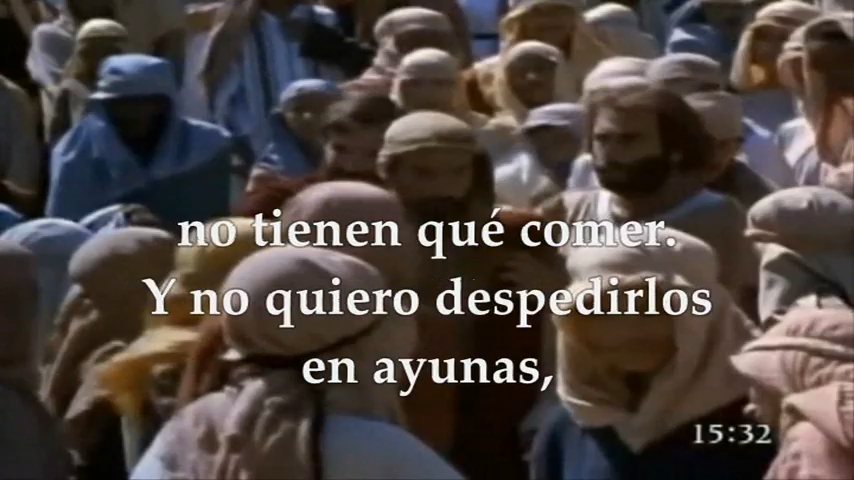 no tienen qué comer.
Y no quiero despedirlos
en ayunas,
15:32